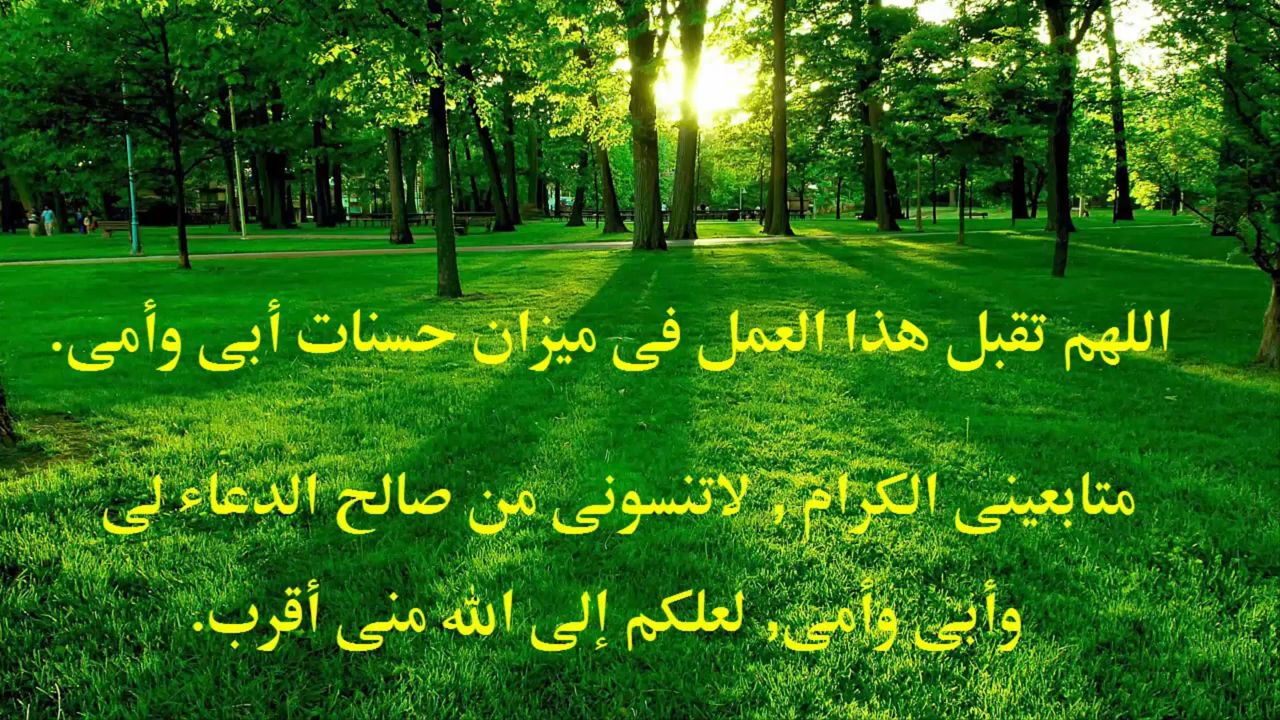 اللهم تقبل هذا العمل فى ميزان حسنات أبى وأمى.
متابعينى الكرام, لاتنسونى من صالح الدعاء لى
وأبى وأمى, لعلكم إلى الله منى أقرب.